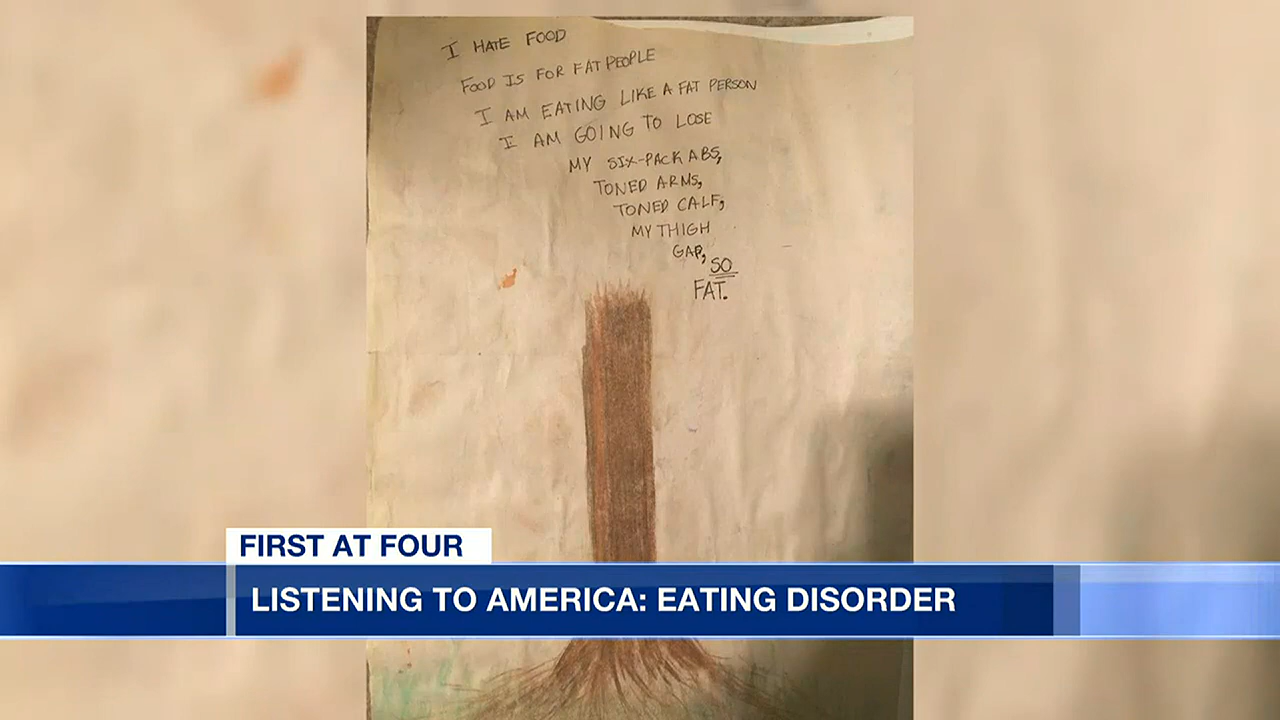 I HATE FOOD
FOOD IS FOR FAT PEOPLE
I AM EATING LIKE A FAT PERSON
I AM GOING TO LOSE
MY SIX-PACK ABS,
TONED ARMS,
TONED CALF,
MY THIGH
GAP,
SO
FAT.
FIRST AT FOUR
LISTENING TO AMERICA: EATING DISORDER